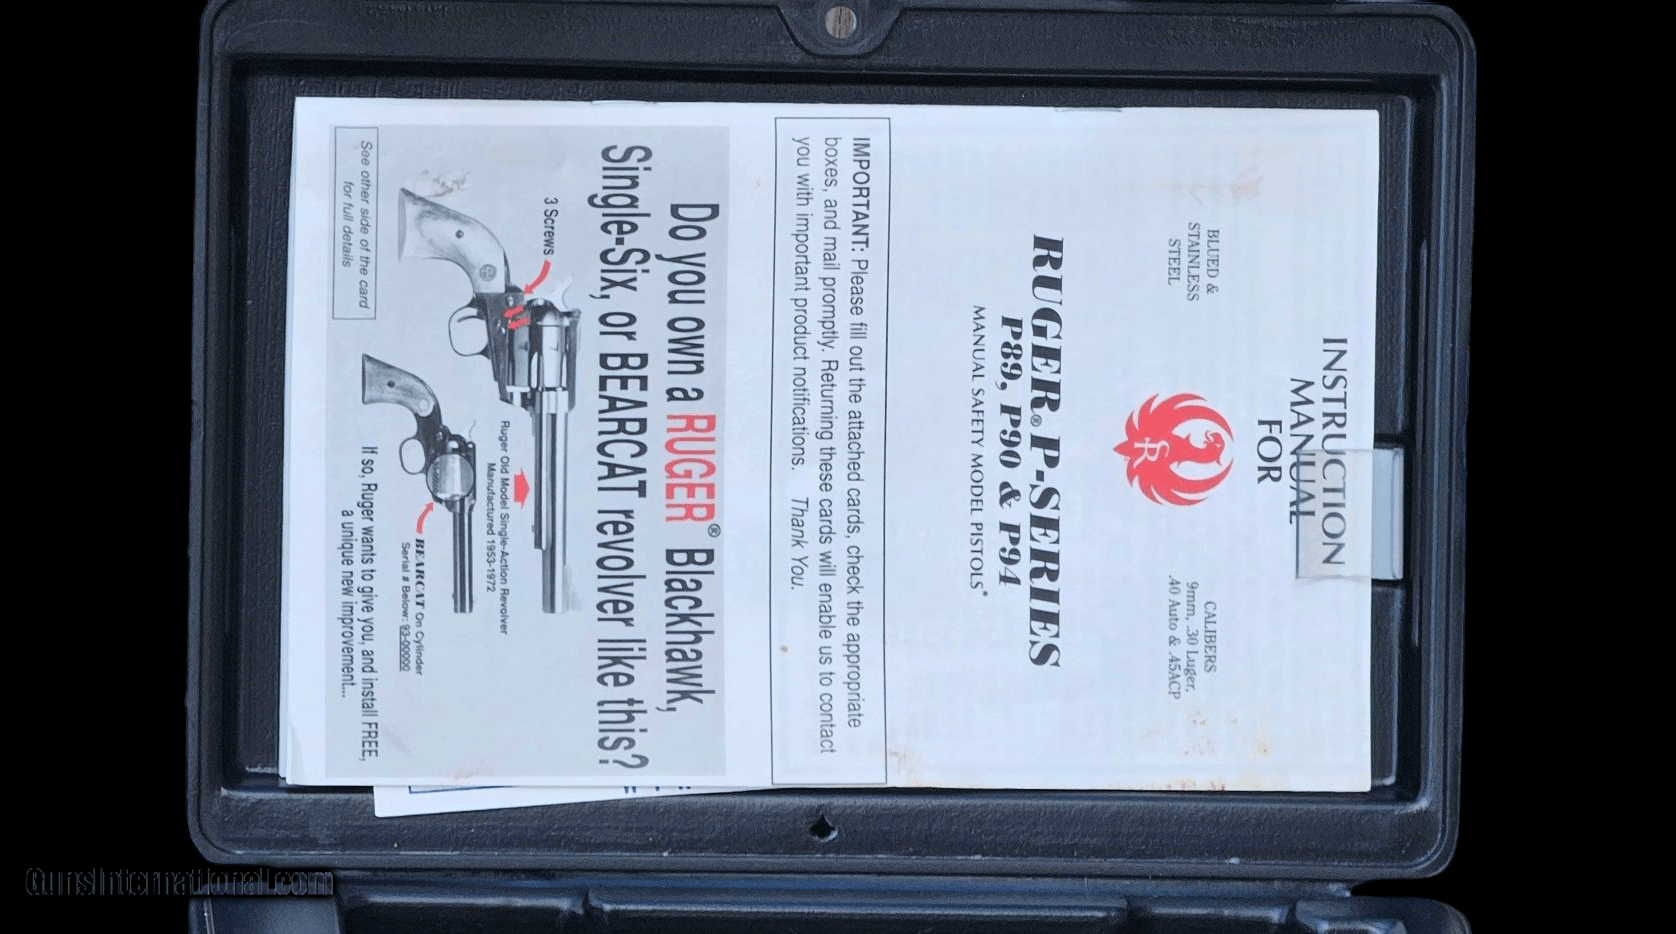 INSTRUCTION
MANUAL
FOR
BLUED &
STAINLESS
STEEL
CALIBERS
9mm, .30 Luger,
.40 Auto & .45ACP
R
RUGER® P-SERIES
P89, P90 & P94
MANUAL SAFETY MODEL PISTOLS*
IMPORTANT: Please fill out the attached cards, check the appropriate
boxes, and mail promptly. Returning these cards will enable us to contact
you with important product notifications. Thank You.
Do you own a RUGER® Blackhawk,
Single-Six, or BEARCAT revolver like this?
3 Screws
Ruger Old Model Single-Action Revolver
Manufactured 1953-1972
BEARCAT On Cylinder
Serial # Below: 93-00000
If so, Ruger wants to give you, and install FREE,
a unique new improvement...
See other side of the card
for full details
GunsInternational.com